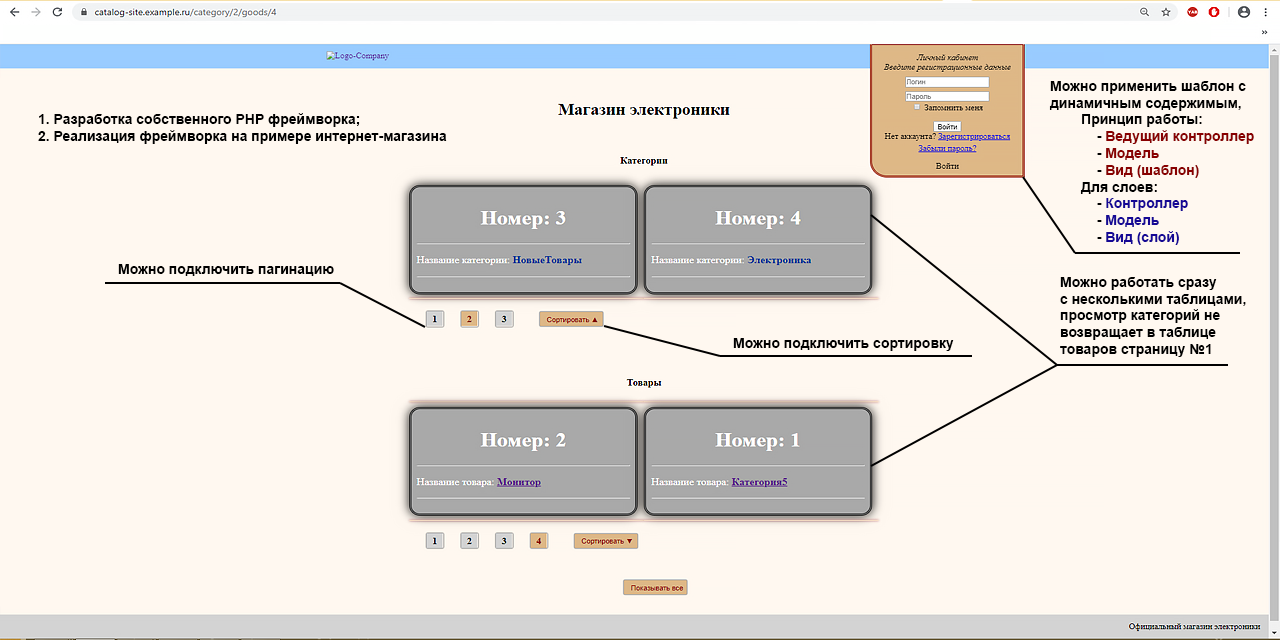 catalog-site.example.ru/category/2/goods/4
Logo-Company
Личный кабинет
Введите регистрационные данные
Логин
Пароль
Запомнить меня
Войти
Нет аккаунта? Зарегистрироваться
Забыли пароль?
Войти
Можно применить шаблон с
динамичным содержимым,
Принцип работы:
- Ведущий контроллер
- Модель
- Вид (шаблон)
Для слоев:
- Контроллер
- Модель
- Вид (слой)
1. Разработка собственного PHP фреймворка;
2. Реализация фреймворка на примере интернет-магазина
Магазин электроники
Категории
Номер: 3
Название категории: НовыеТовары
Номер: 4
Название категории: Электроника
Можно подключить пагинацию
1 2 3 Сортировать ▲
Можно подключить сортировку
Можно работать сразу
с несколькими таблицами,
просмотр категорий не
возвращает в таблице
товаров страницу №1
Товары
Номер: 2
Название товара: Монитор
Номер: 1
Название товара: Категория5
1 2 3 4 Сортировать ▼
Показывать все
Официальный магазин электроники